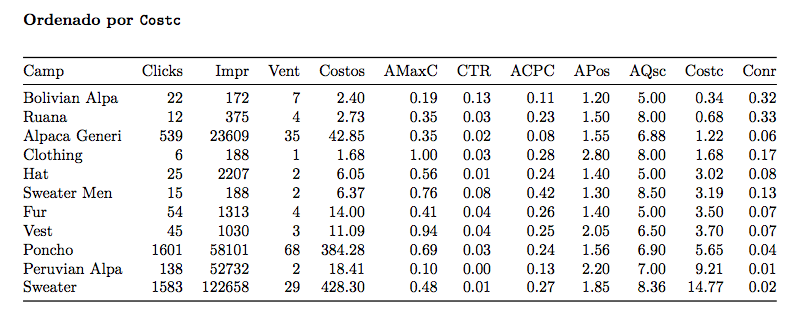 Ordenado por Costc
Camp Clicks Impr Vent Costos AMaxC CTR ACPC APos AQsc Costc Conr
Bolivian Alpa 22 172 7 2.40 0.19 0.13 0.11 1.20 5.00 0.34 0.32
Ruana 12 375 4 2.73 0.35 0.03 0.23 1.50 8.00 0.68 0.33
Alpaca Generi 539 23609 35 42.85 0.35 0.02 0.08 1.55 6.88 1.22 0.06
Clothing 6 188 1 1.68 1.00 0.03 0.28 2.80 8.00 1.68 0.17
Hat 25 2207 2 6.05 0.56 0.01 0.24 1.40 5.00 3.02 0.08
Sweater Men 15 188 2 6.37 0.76 0.08 0.42 1.30 8.50 3.19 0.13
Fur 54 1313 4 14.00 0.41 0.04 0.26 1.40 5.00 3.50 0.07
Vest 45 1030 3 11.09 0.94 0.04 0.25 2.05 6.50 3.70 0.07
Poncho 1601 58101 68 384.28 0.69 0.03 0.24 1.56 6.90 5.65 0.04
Peruvian Alpa 138 52732 2 18.41 0.10 0.00 0.13 2.20 7.00 9.21 0.01
Sweater 1583 122658 29 428.30 0.48 0.01 0.27 1.85 8.36 14.77 0.02